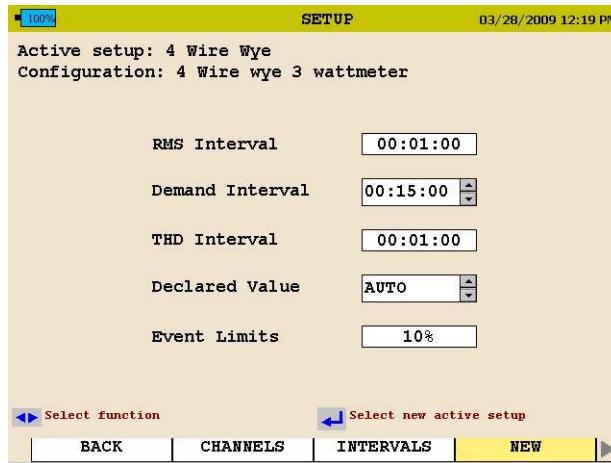 100% SETUP 03/28/2009 12:19 PM
Active setup: 4 Wire Wye
Configuration: 4 Wire wye 3 wattmeter
RMS Interval 00:01:00
Demand Interval 00:15:00
THD Interval 00:01:00
Declared Value AUTO
Event Limits 10%
Select function Select new active setup
BACK CHANNELS INTERVALS NEW